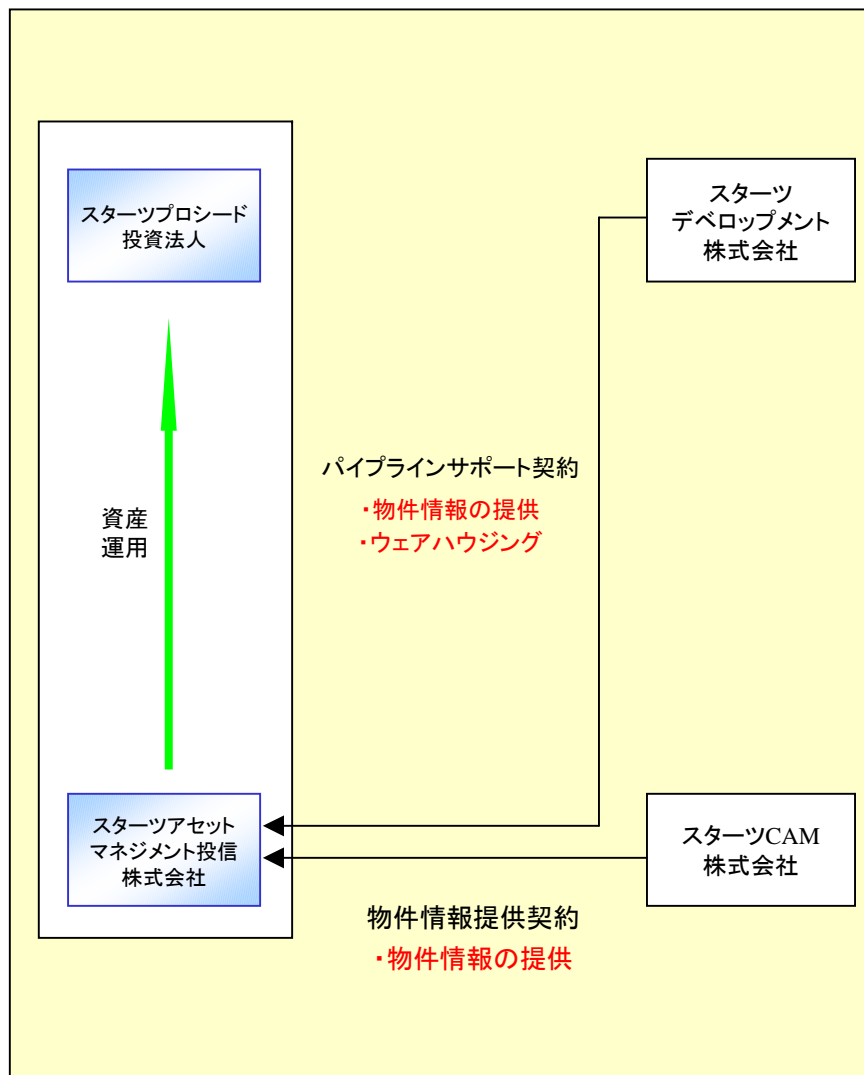 スターツプロシード
投資法人
スターツ
デベロップメント
株式会社
資産
運用
パイプラインサポート契約
・物件情報の提供
・ウェアハウジング
スターツアセット
マネジメント投信
株式会社
スターツCAM
株式会社
物件情報提供契約
・物件情報の提供